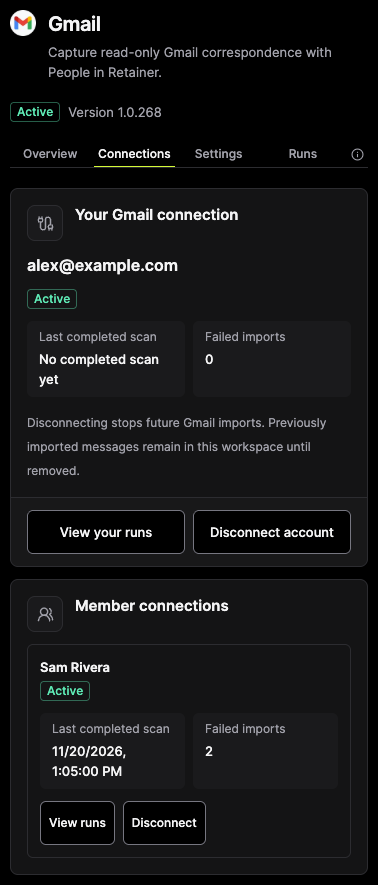 Gmail
Capture read-only Gmail correspondence with
People in Retainer.
Active Version 1.0.268
Overview Connections Settings Runs
Your Gmail connection
alex@example.com
Active
Last completed scan
No completed scan
yet
Failed imports
0
Disconnecting stops future Gmail imports. Previously
imported messages remain in this workspace until
removed.
View your runs Disconnect account
Member connections
Sam Rivera
Active
Last completed scan
11/20/2026,
1:05:00 PM
Failed imports
2
View runs Disconnect